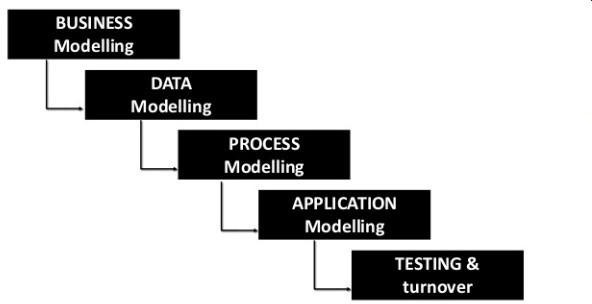 BUSINESS
Modelling
DATA
Modelling
PROCESS
Modelling
APPLICATION
Modelling
TESTING &
turnover